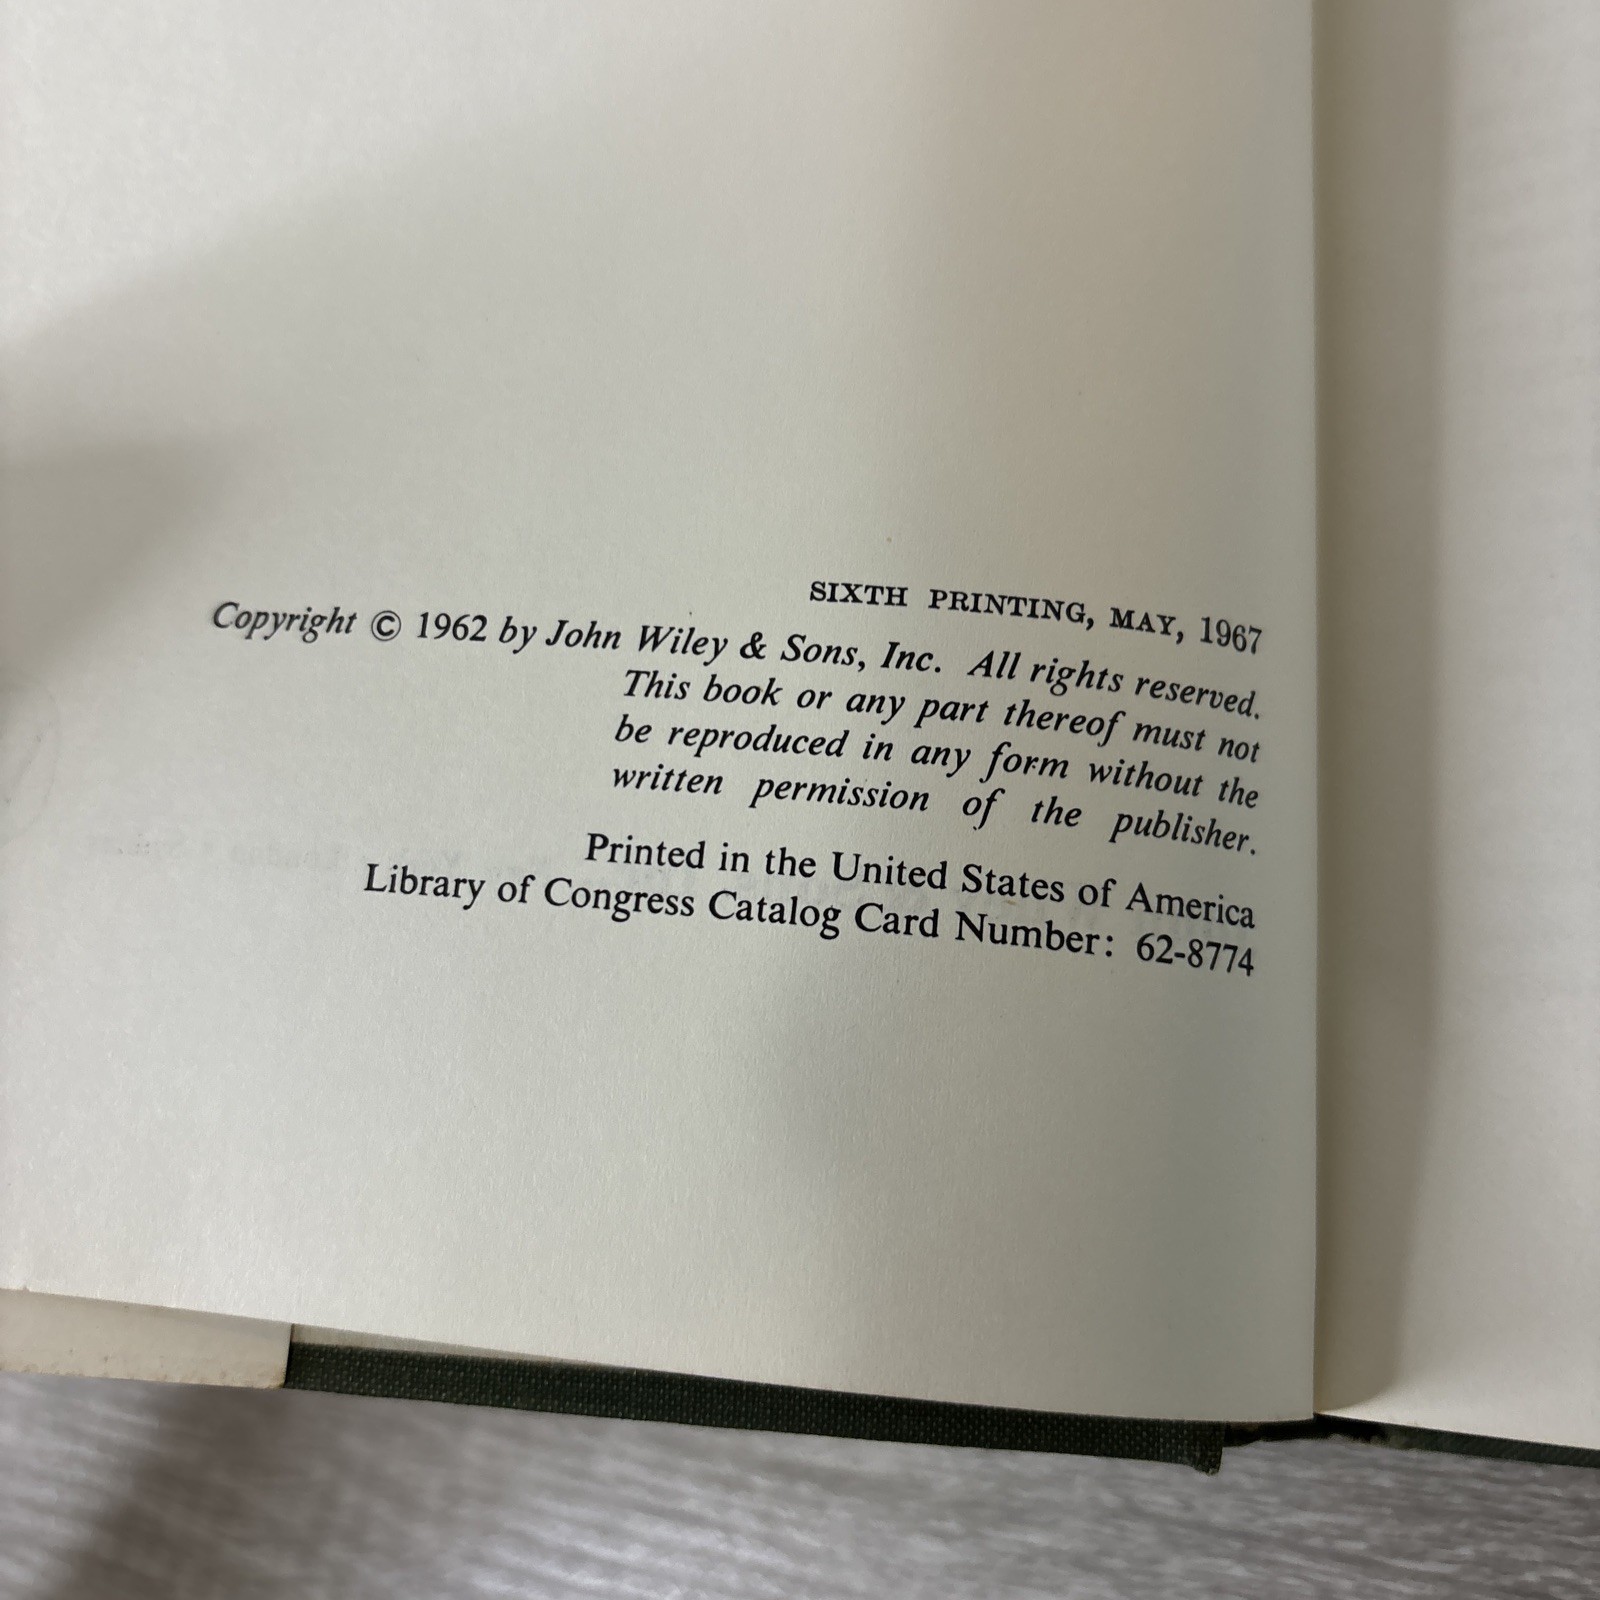 SIXTH PRINTING, MAY, 1967
Copyright © 1962 by John Wiley & Sons, Inc. All rights reserved.
This book or any part thereof must not
be reproduced in any form without the
written permission of the publisher.
Printed in the United States of America
Library of Congress Catalog Card Number: 62-8774